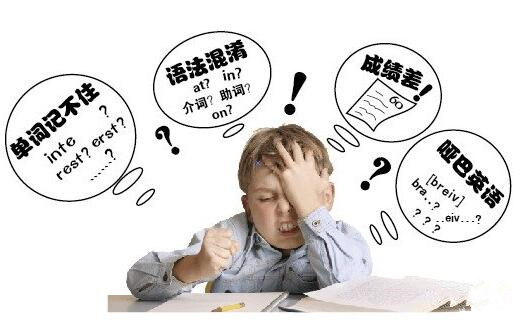 单词记不住
inte ?
rest? erst?
......?
语法混淆
at? in?
介词? 助词?
on?
?
!
成绩差!
?
哑巴英语
[breiv]
bra..?
..eiv...?
? ? ?